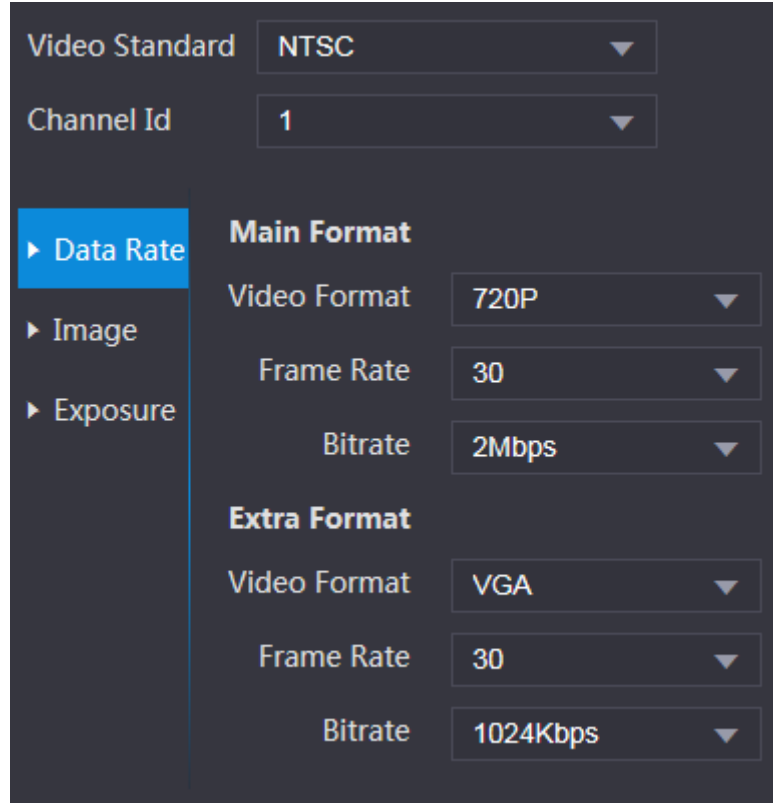 Video Standard NTSC
Channel Id 1
Data Rate
Image
Exposure
Main Format
Video Format 720P
Frame Rate 30
Bitrate 2Mbps
Extra Format
Video Format VGA
Frame Rate 30
Bitrate 1024Kbps